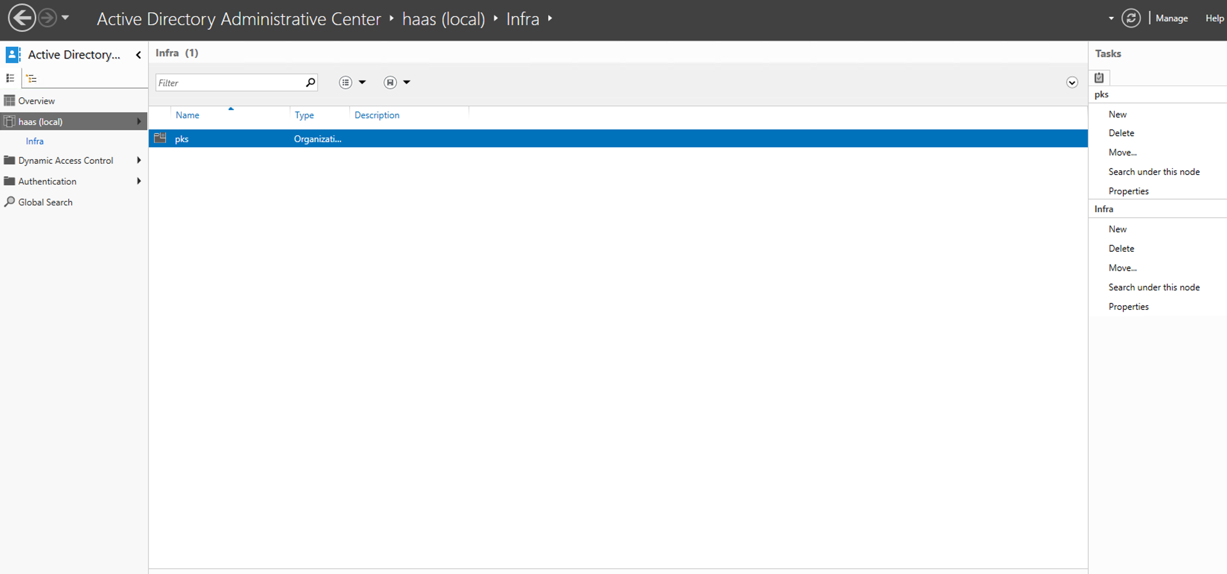 Active Directory Administrative Center ‣ haas (local) ‣ Infra ‣
Manage
Help
Active Directory...
Overview
haas (local)
Infra
Dynamic Access Control
Authentication
Global Search
Infra (1)
Filter
Name Type Description
pks Organizati...
Tasks
pks
New
Delete
Move...
Search under this node
Properties
Infra
New
Delete
Move...
Search under this node
Properties